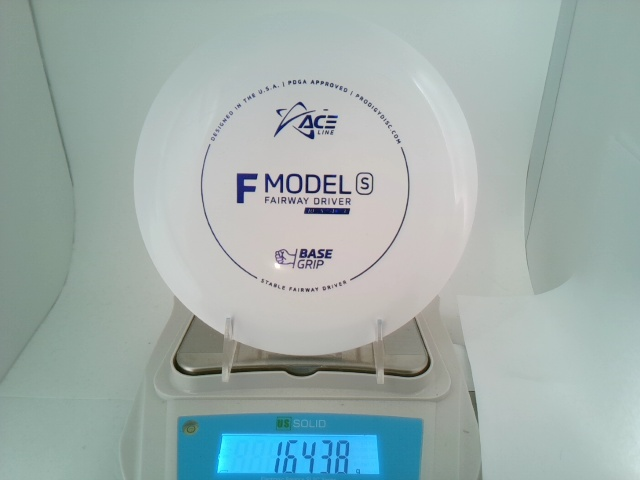 DESIGNED IN THE U.S.A. | PDGA APPROVED | PRODIGYDISC.COM
ACE
LINE
F MODEL S
FAIRWAY DRIVER
BASE
GRIP
STABLE FAIRWAY DRIVER
US SOLID
164.38 g